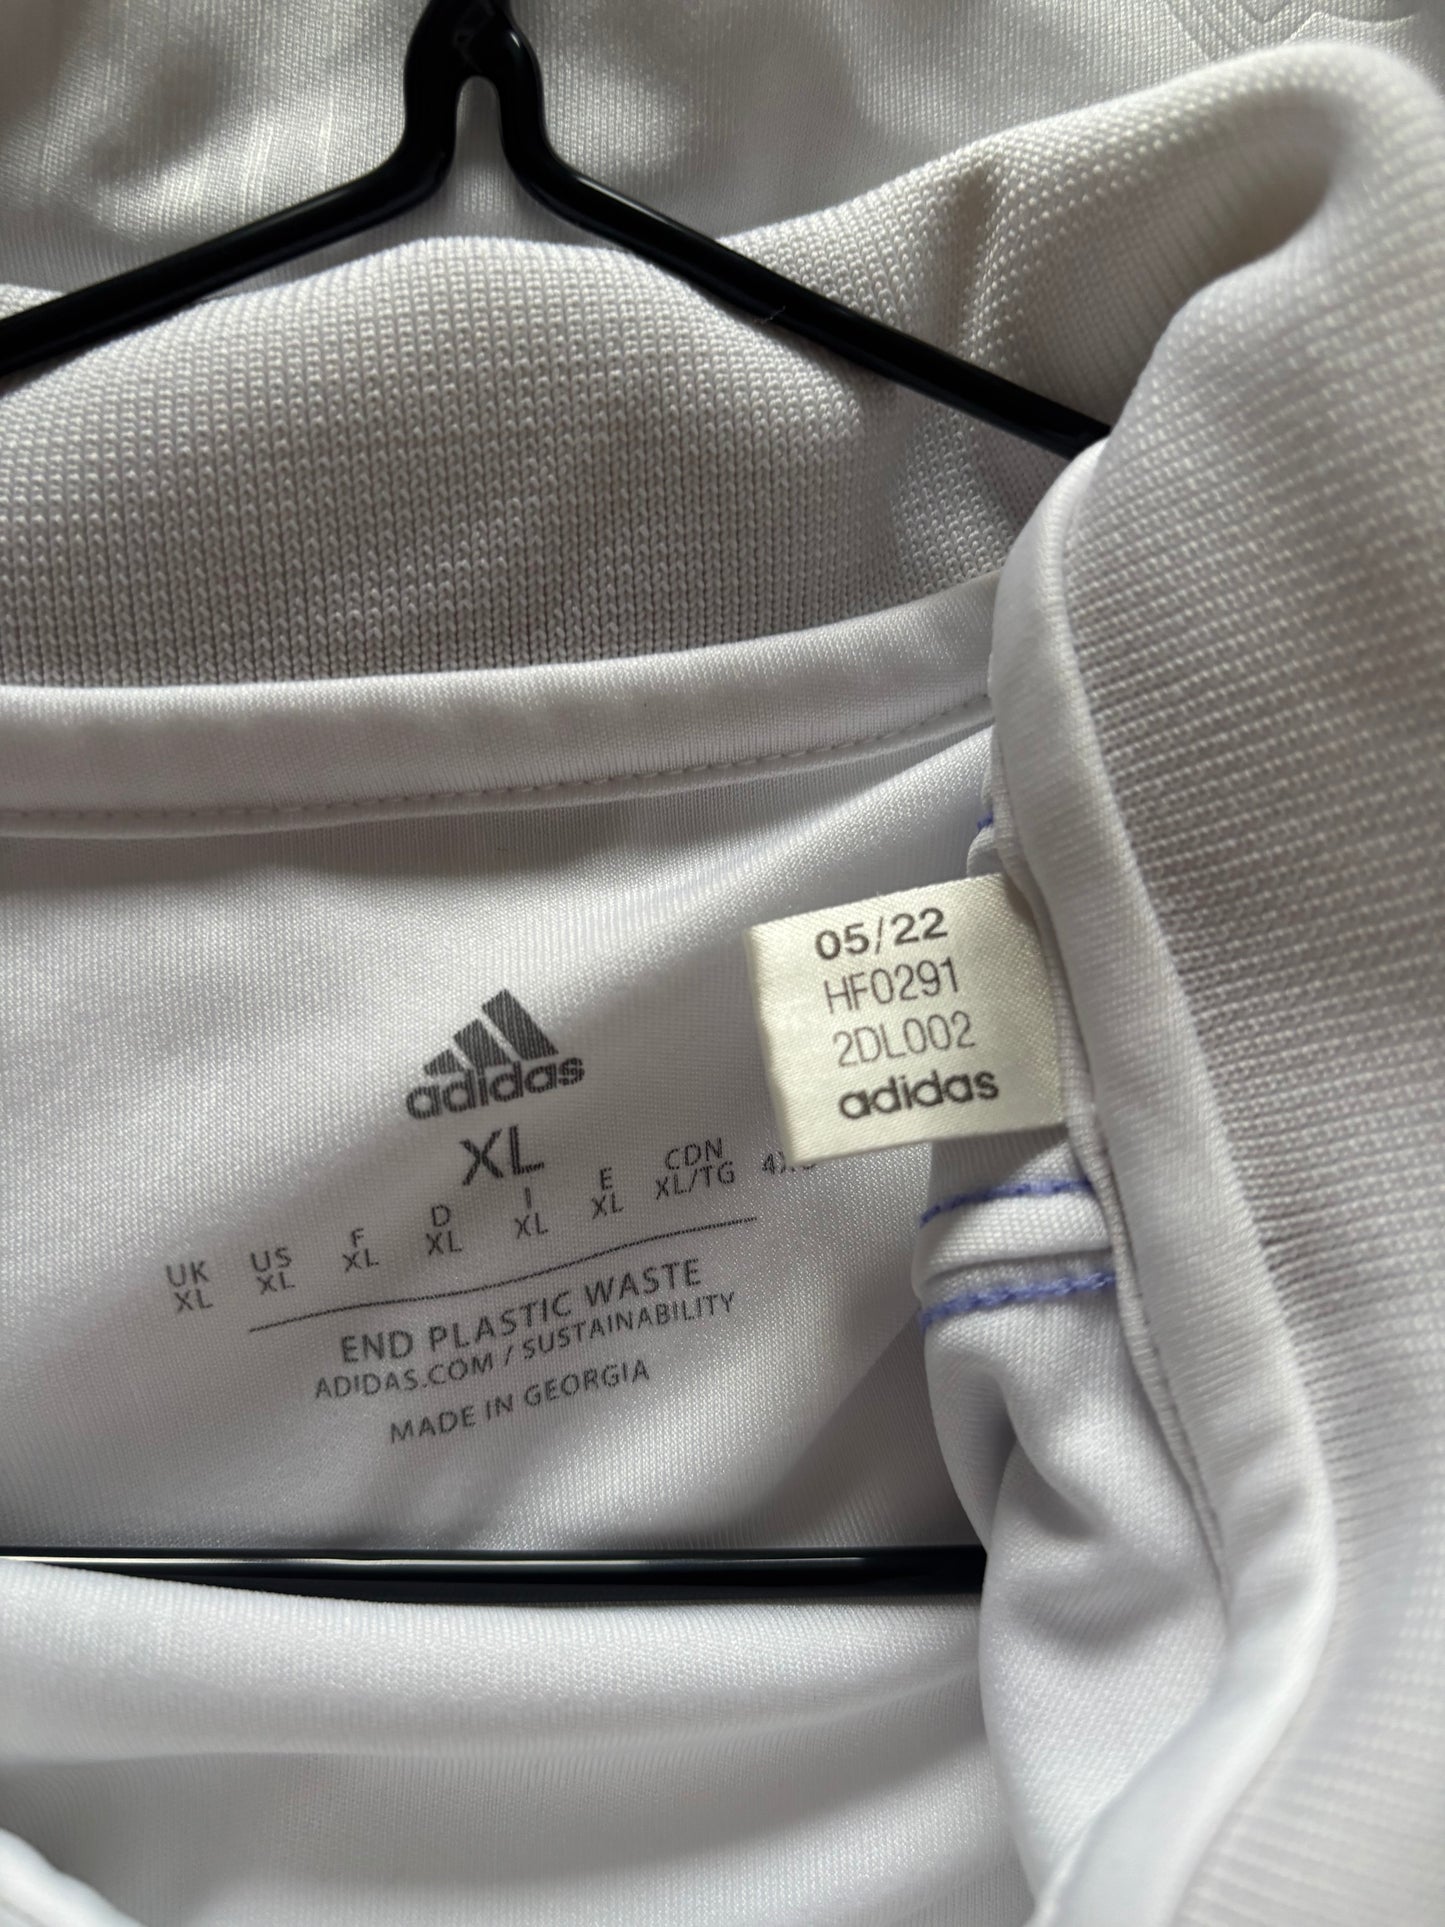 05/22
HF0291
2DL002
adidas
adidas
XL
UK US F D I E CDN
XL XL XL XL XL XL XL/TG
END PLASTIC WASTE
ADIDAS.COM / SUSTAINABILITY
MADE IN GEORGIA